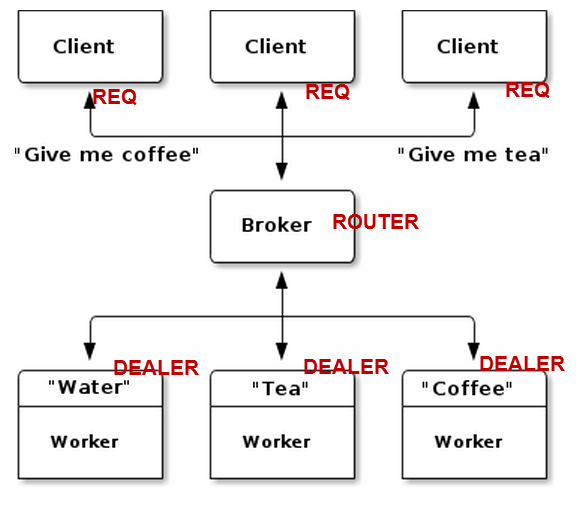 Client
Client
Client
REQ
REQ
REQ
"Give me coffee"
"Give me tea"
Broker
ROUTER
DEALER
DEALER
DEALER
"Water"
"Tea"
"Coffee"
Worker
Worker
Worker